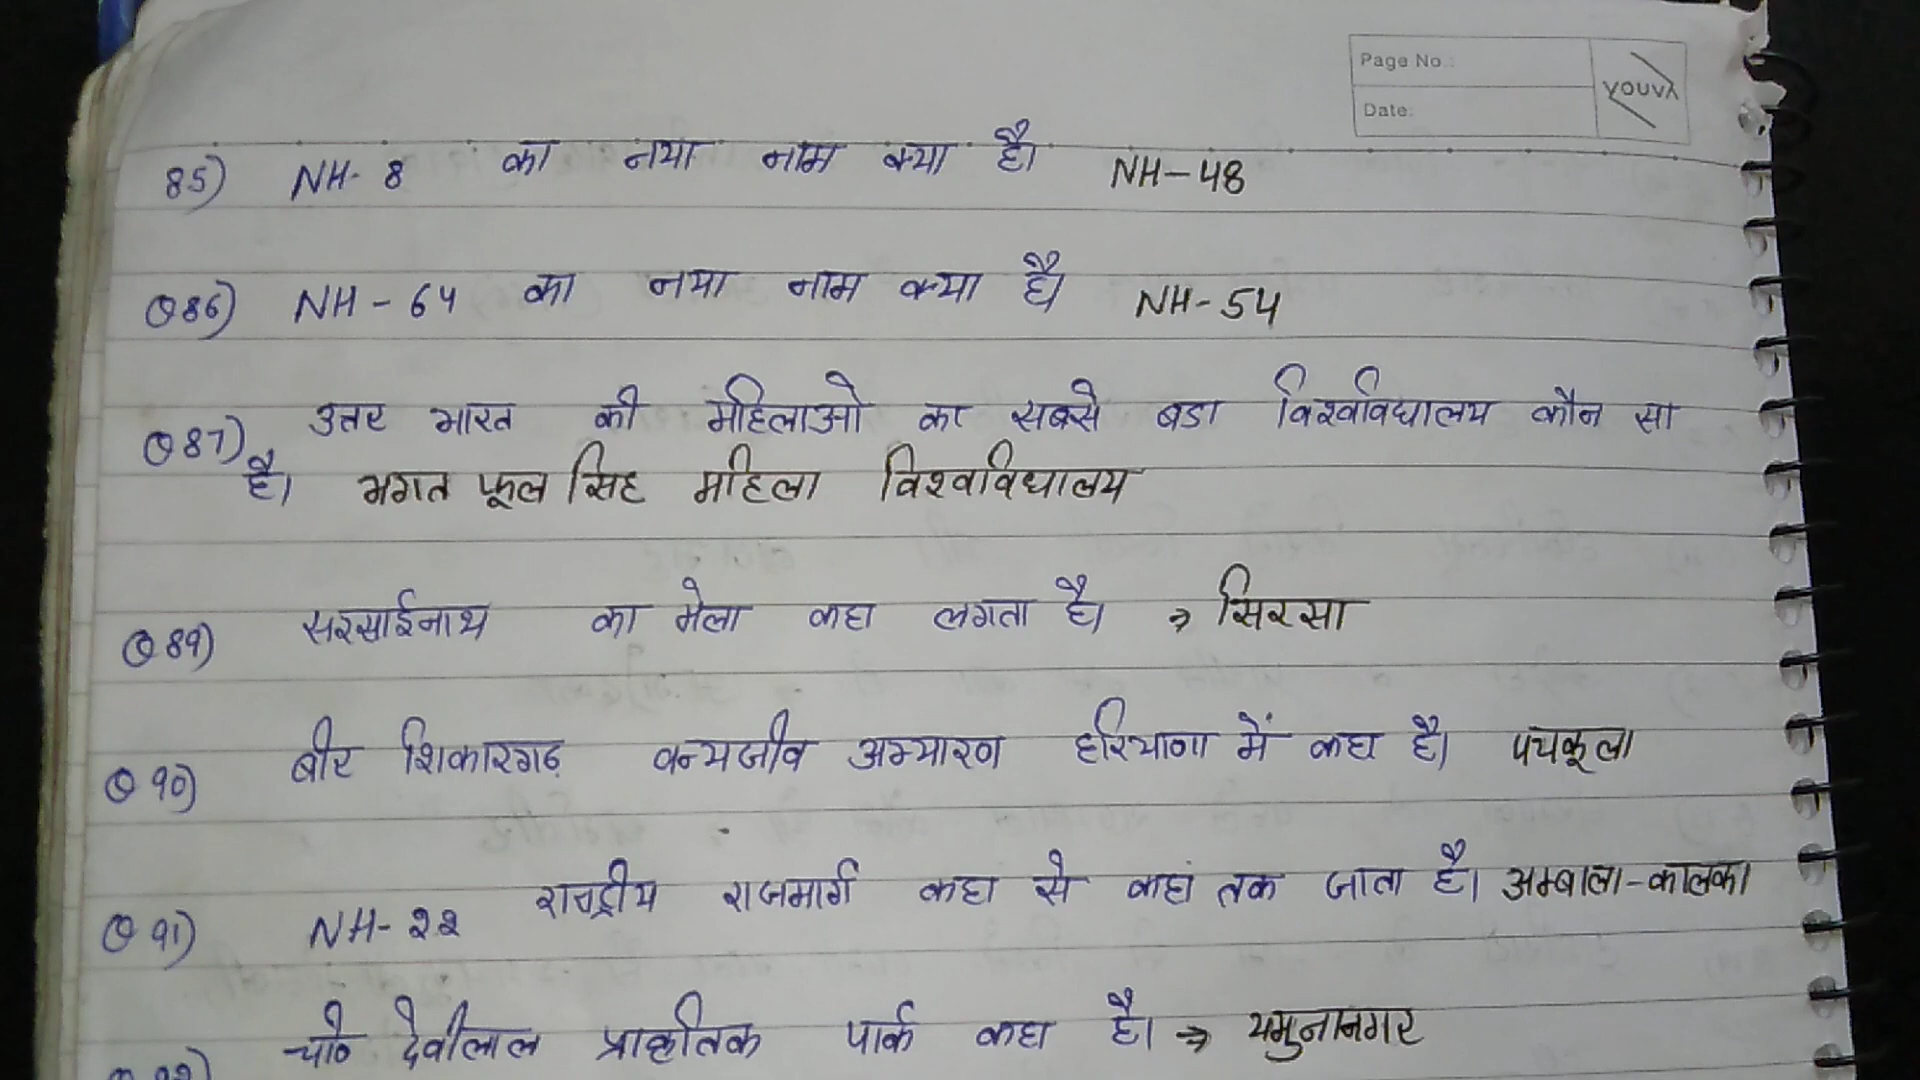 Page No.:
Date:
YOUVA
85) NH-8 का नया नाम क्या है। NH-48
Q86) NH-64 का नया नाम क्या है। NH-54
Q87) उत्तर भारत की महिलाओ का सबसे बडा विश्वविद्यालय कौन सा
है। भगत फूल सिंह महिला विश्वविद्यालय
Q89) सरसाईनाथ का मेला कहा लगता है। → सिरसा
Q90) बीर शिकारगढ़ वन्यजीव अभ्यारण हरियाणा में कहा है। पंचकूला
Q91) NH-22 राष्ट्रीय राजमार्ग कहा से कहां तक जाता है। अम्बाला-कालका
चौ० देवीलाल प्राकृतिक पार्क कहा है। → यमुनानगर